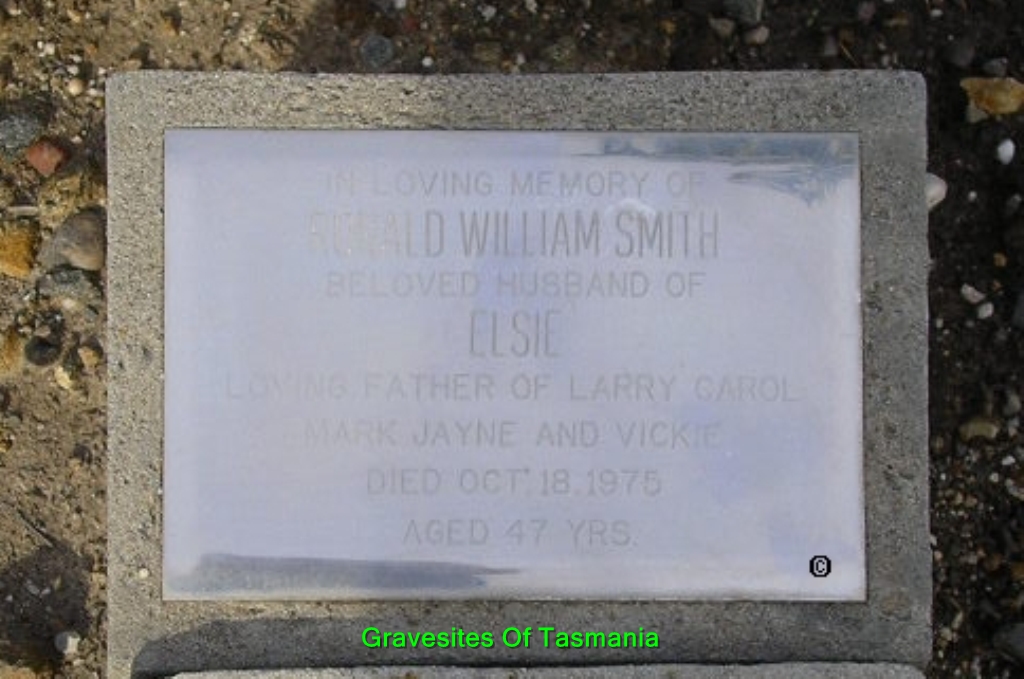 IN LOVING MEMORY OF
RONALD WILLIAM SMITH
BELOVED HUSBAND OF
ELSIE
LOVING FATHER OF LARRY CAROL
MARK JAYNE AND VICKIE
DIED OCT. 18, 1975
AGED 47 YRS.
©
Gravesites Of Tasmania